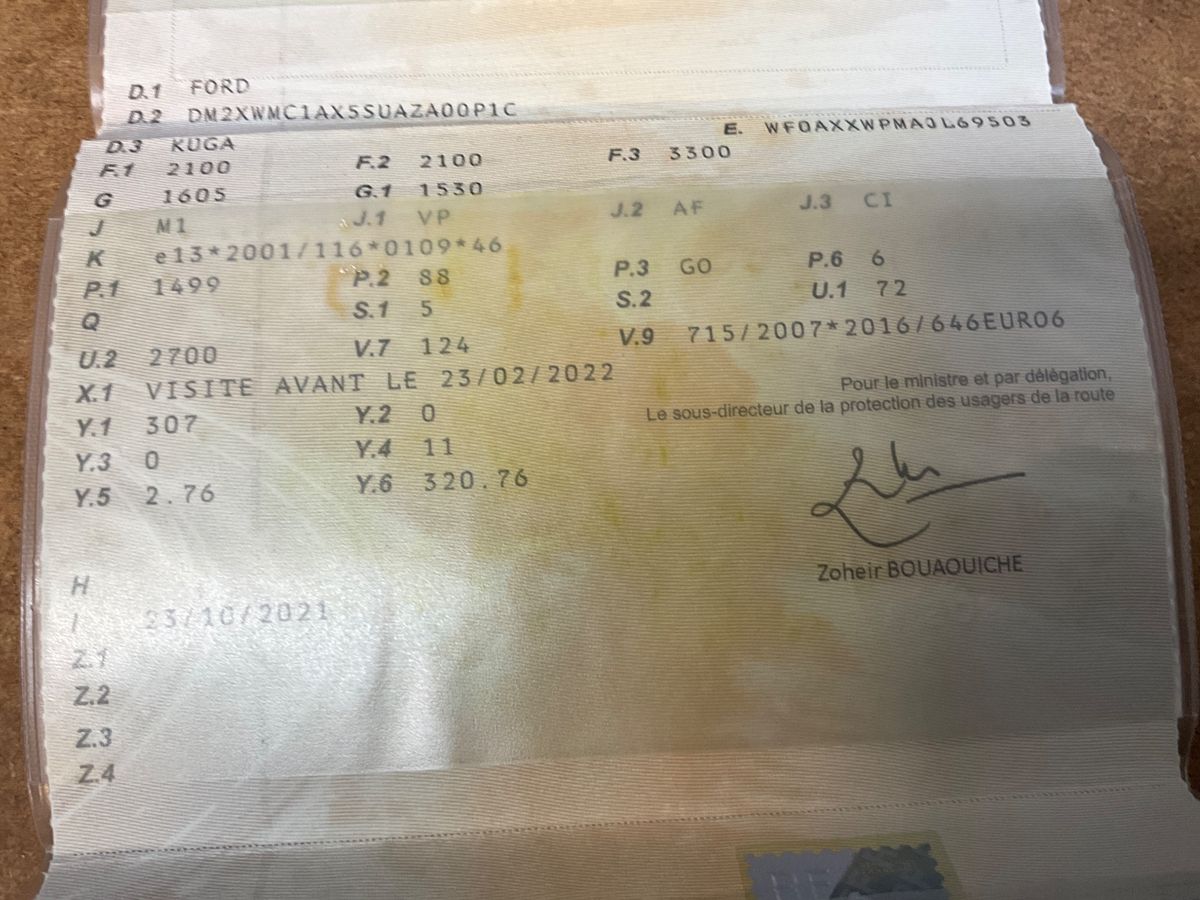 D.1 FORD
D.2 DM2XWMC1AX5SUAZA00P1C
D.3 KUGA E. WF0AXXWPMAJL69503
F.1 2100 F.2 2100 F.3 3300
G 1605 G.1 1530
J M1 J.1 VP J.2 AF J.3 CI
K e13*2001/116*0109*46
P.1 1499 P.2 88 P.3 GO P.6 6
Q S.1 5 S.2 U.1 72
U.2 2700 V.7 124 V.9 715/2007*2016/646EURO6
X.1 VISITE AVANT LE 23/02/2022
Pour le ministre et par délégation,
Y.1 307 Y.2 0 Le sous-directeur de la protection des usagers de la route
Y.3 0 Y.4 11
Y.5 2.76 Y.6 320.76
Zoheir BOUAOUICHE
H
I 23/10/2021
Z.1
Z.2
Z.3
Z.4